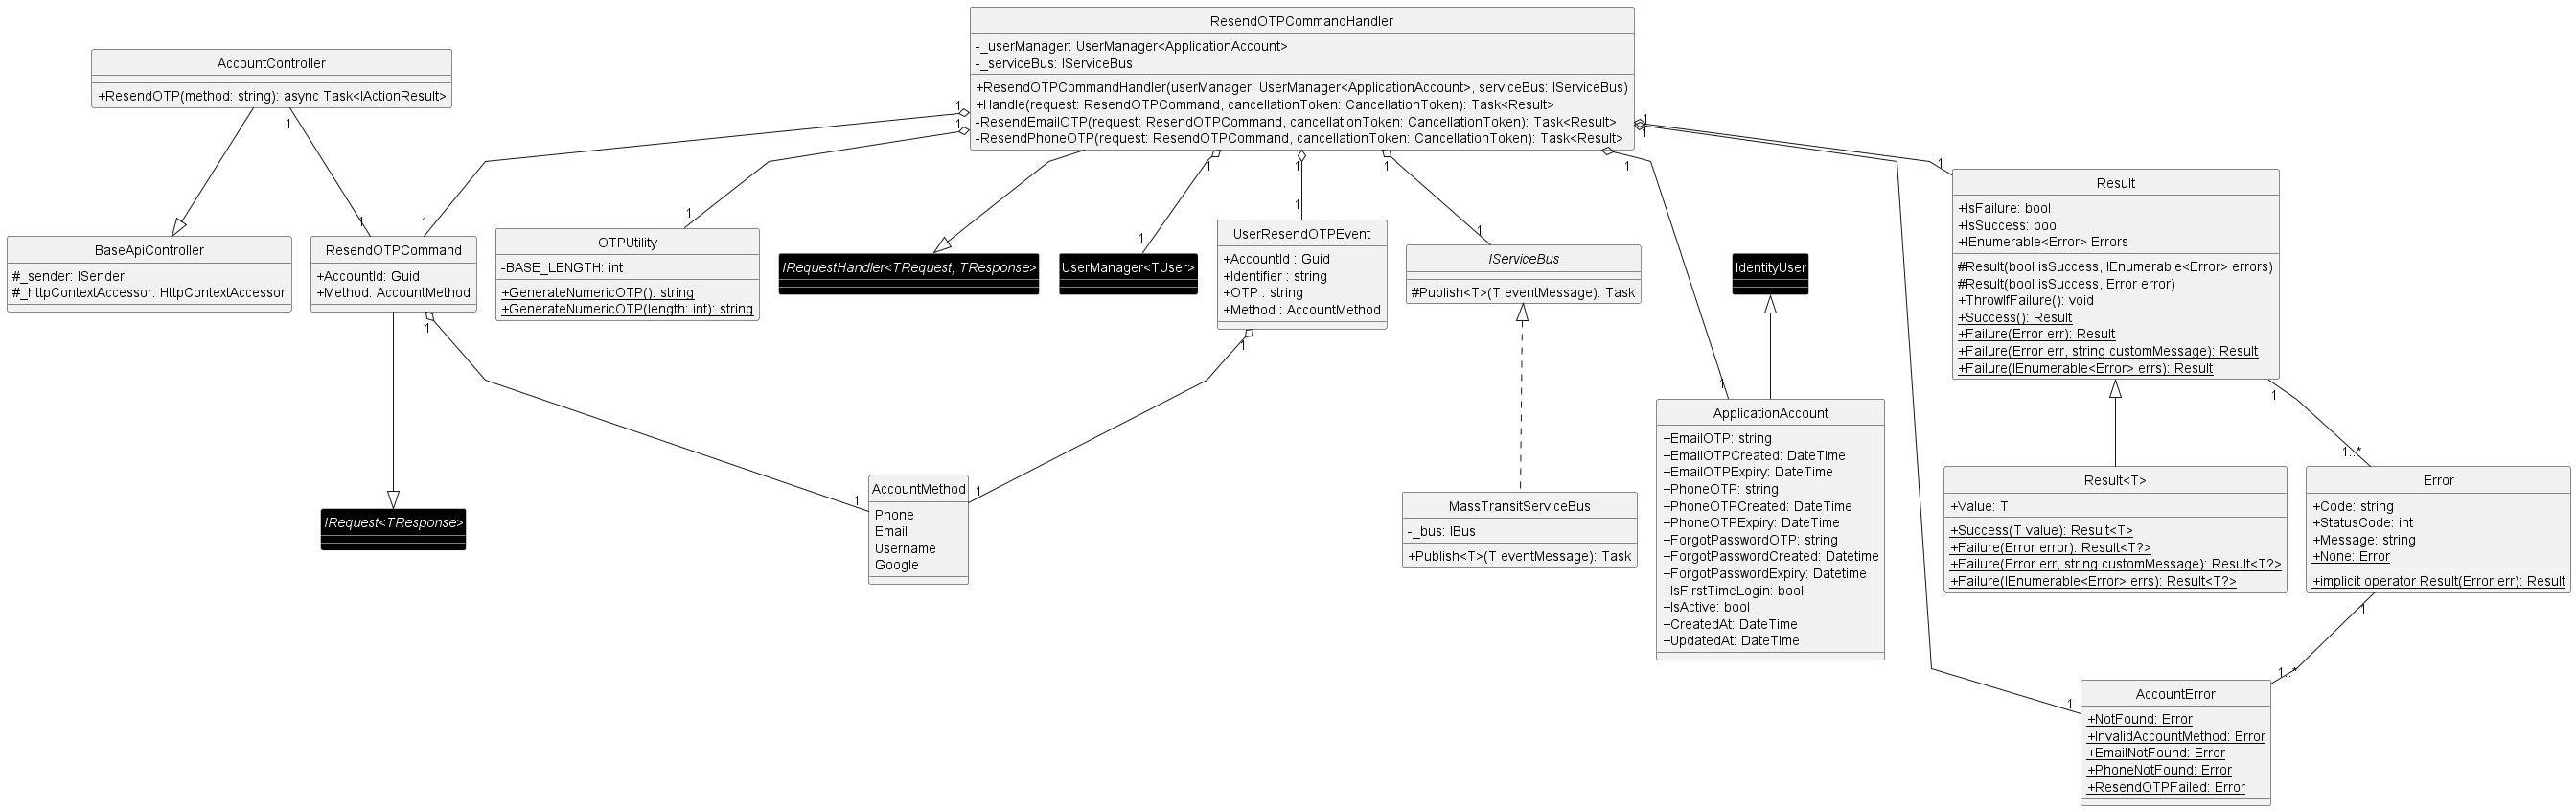 ResendOTPCommandHandler
-_userManager: UserManager<ApplicationAccount>
-_serviceBus: IServiceBus
+ResendOTPCommandHandler(userManager: UserManager<ApplicationAccount>, serviceBus: IServiceBus)
+Handle(request: ResendOTPCommand, cancellationToken: CancellationToken): Task<Result>
-ResendEmailOTP(request: ResendOTPCommand, cancellationToken: CancellationToken): Task<Result>
-ResendPhoneOTP(request: ResendOTPCommand, cancellationToken: CancellationToken): Task<Result>
AccountController
+ResendOTP(method: string): async Task<IActionResult>
1
1
1
1
1
1
1
1
1
1
BaseApiController
#_sender: ISender
#_httpContextAccessor: HttpContextAccessor
1
1
ResendOTPCommand
+AccountId: Guid
+Method: AccountMethod
1
1
OTPUtility
-BASE_LENGTH: int
+GenerateNumericOTP(): string
+GenerateNumericOTP(length: int): string
IRequestHandler<TRequest, TResponse>
1
UserManager<TUser>
1
UserResendOTPEvent
+AccountId : Guid
+Identifier : string
+OTP : string
+Method : AccountMethod
1
1
IServiceBus
#Publish<T>(T eventMessage): Task
IdentityUser
Result
+IsFailure: bool
+IsSuccess: bool
+IEnumerable<Error> Errors
#Result(bool isSuccess, IEnumerable<Error> errors)
#Result(bool isSuccess, Error error)
+ThrowIfFailure(): void
+Success(): Result
+Failure(Error err): Result
+Failure(Error err, string customMessage): Result
+Failure(IEnumerable<Error> errs): Result
1
1..*
IRequest<TResponse>
1
AccountMethod
Phone
Email
Username
Google
1
MassTransitServiceBus
-_bus: IBus
+Publish<T>(T eventMessage): Task
1
ApplicationAccount
+EmailOTP: string
+EmailOTPCreated: DateTime
+EmailOTPExpiry: DateTime
+PhoneOTP: string
+PhoneOTPCreated: DateTime
+PhoneOTPExpiry: DateTime
+ForgotPasswordOTP: string
+ForgotPasswordCreated: Datetime
+ForgotPasswordExpiry: Datetime
+IsFirstTimeLogin: bool
+IsActive: bool
+CreatedAt: DateTime
+UpdatedAt: DateTime
Result<T>
+Value: T
+Success(T value): Result<T>
+Failure(Error error): Result<T?>
+Failure(Error err, string customMessage): Result<T?>
+Failure(IEnumerable<Error> errs): Result<T?>
Error
+Code: string
+StatusCode: int
+Message: string
+None: Error
+implicit operator Result(Error err): Result
1
1..*
1
AccountError
+NotFound: Error
+InvalidAccountMethod: Error
+EmailNotFound: Error
+PhoneNotFound: Error
+ResendOTPFailed: Error